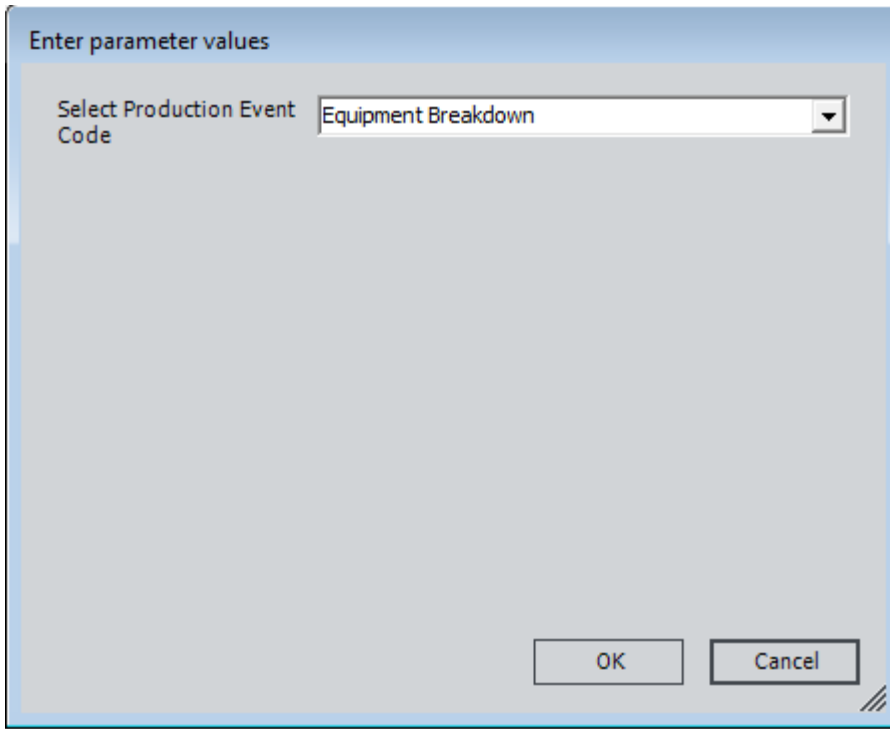 Enter parameter values
Select Production Event
Code
Equipment Breakdown
OK
Cancel